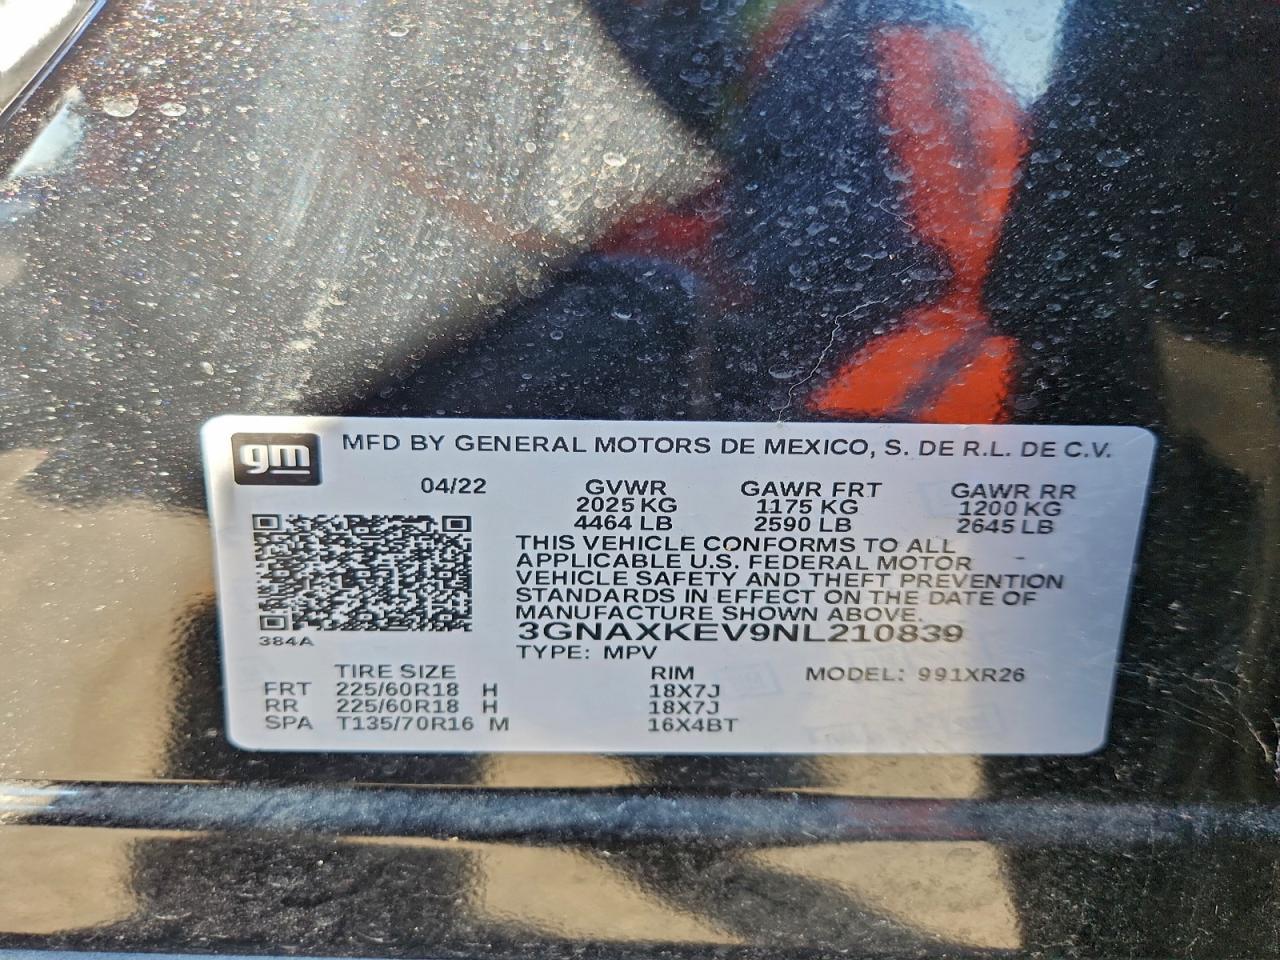 gm MFD BY GENERAL MOTORS DE MEXICO, S. DE R.L. DE C.V.
04/22 GVWR GAWR FRT GAWR RR
2025 KG 1175 KG 1200 KG
4464 LB 2590 LB 2645 LB
THIS VEHICLE CONFORMS TO ALL
APPLICABLE U.S. FEDERAL MOTOR
VEHICLE SAFETY AND THEFT PREVENTION
STANDARDS IN EFFECT ON THE DATE OF
MANUFACTURE SHOWN ABOVE.
384A 3GNAXKEV9NL210839
TYPE: MPV
TIRE SIZE RIM MODEL: 991XR26
FRT 225/60R18 H 18X7J
RR 225/60R18 H 18X7J
SPA T135/70R16 M 16X4BT